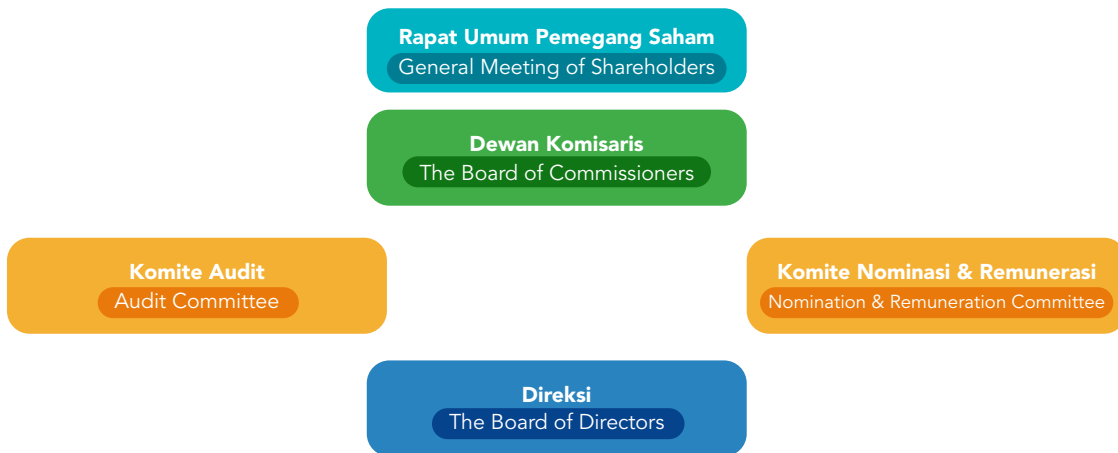 Rapat Umum Pemegang Saham
General Meeting of Shareholders
Dewan Komisaris
The Board of Commissioners
Komite Audit
Audit Committee
Komite Nominasi & Remunerasi
Nomination & Remuneration Committee
Direksi
The Board of Directors